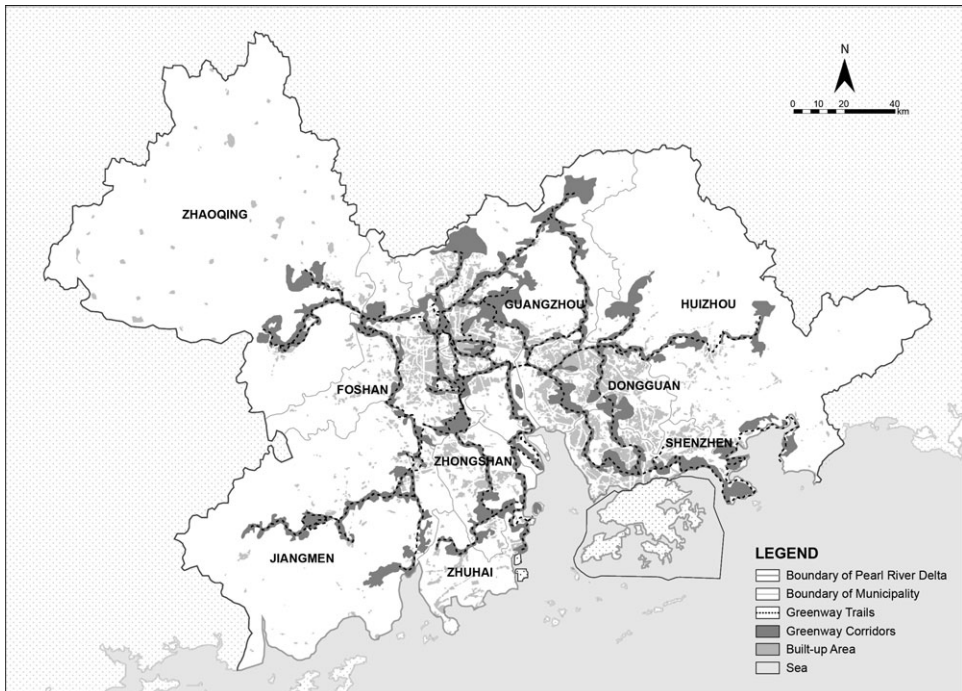 N
0 10 20 40
km
ZHAOQING
GUANGZHOU
HUIZHOU
FOSHAN
DONGGUAN
SHENZHEN
ZHONGSHAN
JIANGMEN
ZHUHAI
LEGEND
Boundary of Pearl River Delta
Boundary of Municipality
Greenway Trails
Greenway Corridors
Built-up Area
Sea